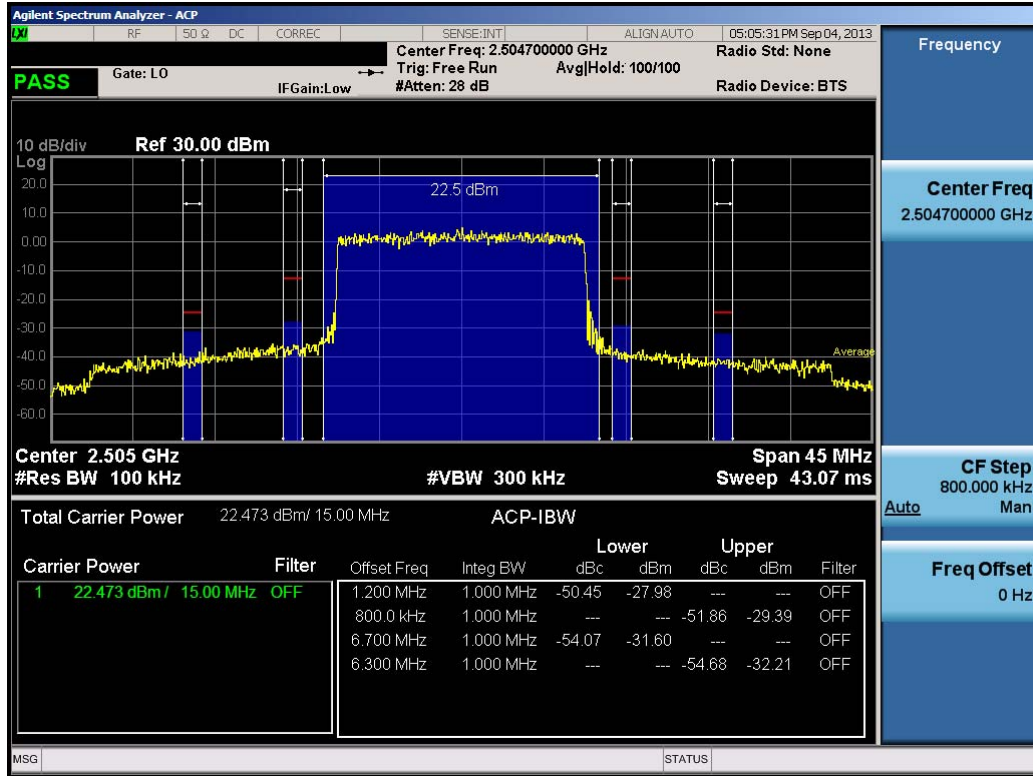 Agilent Spectrum Analyzer - ACP
LXI RF 50 Ω DC CORREC SENSE:INT ALIGN AUTO 05:05:31 PM Sep 04, 2013
Center Freq: 2.504700000 GHz Radio Std: None
Gate: LO Trig: Free Run Avg|Hold: 100/100
PASS IFGain:Low #Atten: 28 dB Radio Device: BTS
10 dB/div Ref 30.00 dBm
Log
20.0
10.0
0.00
-10.0
-20.0
-30.0
-40.0
-50.0
-60.0
22.5 dBm
Average
Center 2.505 GHz Span 45 MHz
#Res BW 100 kHz #VBW 300 kHz Sweep 43.07 ms
Total Carrier Power 22.473 dBm/ 15.00 MHz ACP-IBW
Lower Upper
Carrier Power Filter Offset Freq Integ BW dBc dBm dBc dBm Filter
1 22.473 dBm / 15.00 MHz OFF 1.200 MHz 1.000 MHz -50.45 -27.98 --- --- OFF
800.0 kHz 1.000 MHz --- --- -51.86 -29.39 OFF
6.700 MHz 1.000 MHz -54.07 -31.60 --- --- OFF
6.300 MHz 1.000 MHz --- --- -54.68 -32.21 OFF
MSG STATUS
Frequency
Center Freq
2.504700000 GHz
CF Step
800.000 kHz
Auto Man
Freq Offset
0 Hz